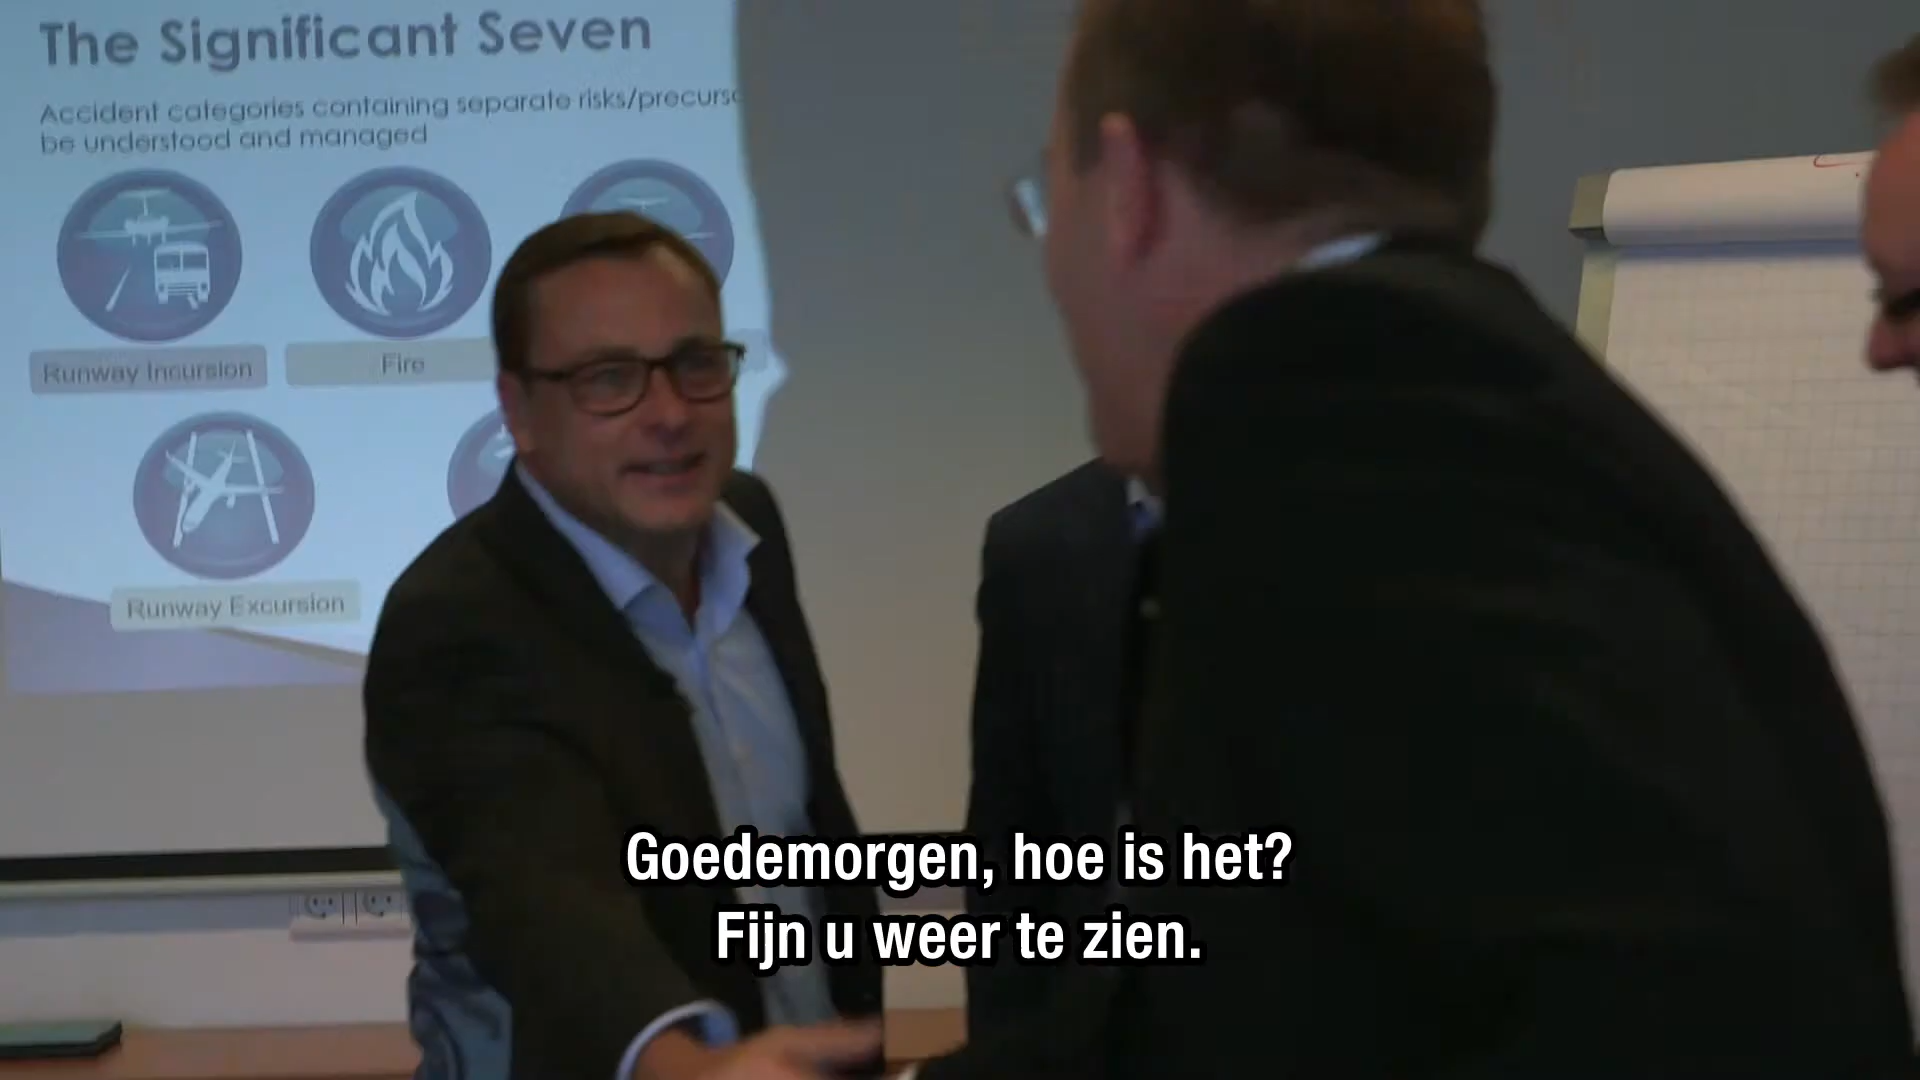 The Significant Seven
Accident categories containing separate risks/
be understood and managed
Runway Incursion
Fire
Runway Excursion
Goedemorgen, hoe is het?
Fijn u weer te zien.